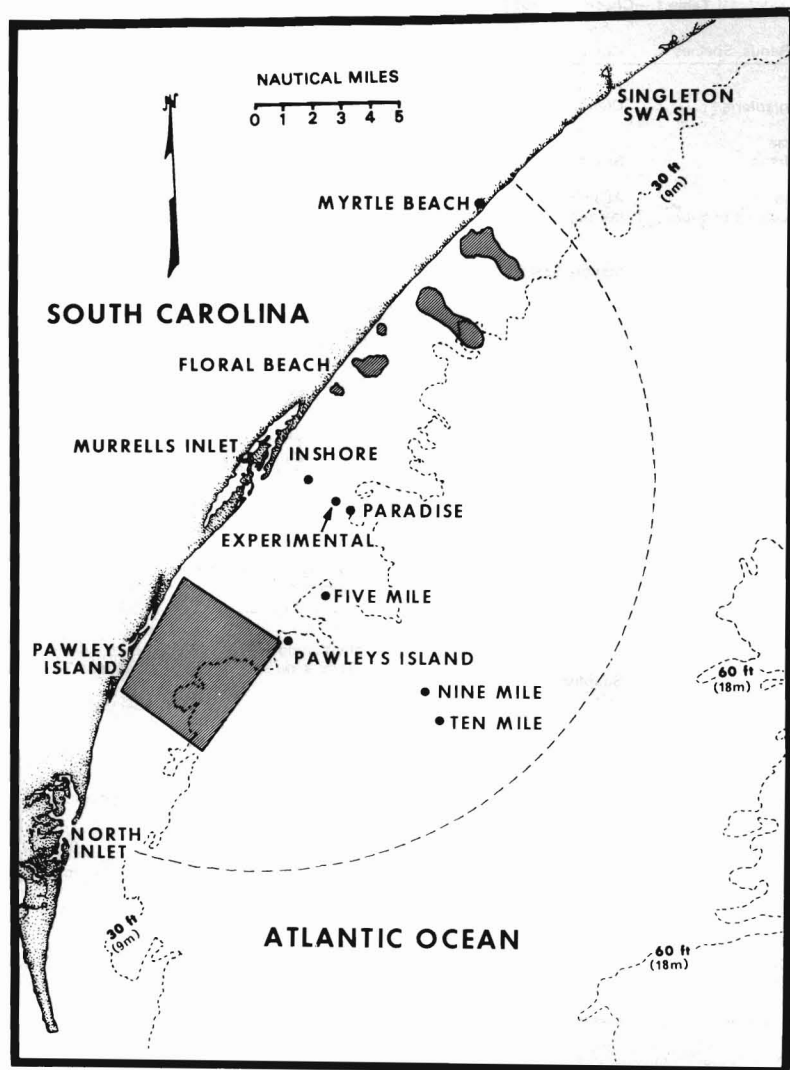 NAUTICAL MILES
0 1 2 3 4 5
N
SINGLETON
SWASH
30 ft
(9m)
MYRTLE BEACH
SOUTH CAROLINA
FLORAL BEACH
MURRELLS INLET
INSHORE
PARADISE
EXPERIMENTAL
FIVE MILE
PAWLEYS
ISLAND
PAWLEYS ISLAND
60 ft
(18m)
NINE MILE
TEN MILE
NORTH
INLET
30 ft
(9m)
ATLANTIC OCEAN
60 ft
(18m)